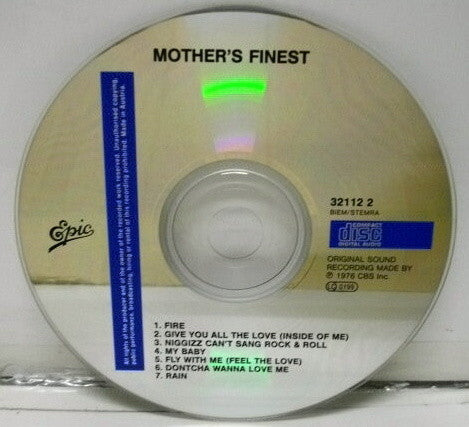 MOTHER'S FINEST
All rights of the producer and of the owner of the recorded work reserved. Unauthorised copying,
public performance, broadcasting, hiring or rental of this recording prohibited. Made in Austria.
Epic
32112 2
BIEM/STEMRA
COMPACT
disc
DIGITAL AUDIO
ORIGINAL SOUND
RECORDING MADE BY
℗ 1976 CBS Inc.
LC 0199
1. FIRE
2. GIVE YOU ALL THE LOVE (INSIDE OF ME)
3. NIGGIZZ CAN'T SANG ROCK & ROLL
4. MY BABY
5. FLY WITH ME (FEEL THE LOVE)
6. DONTCHA WANNA LOVE ME
7. RAIN